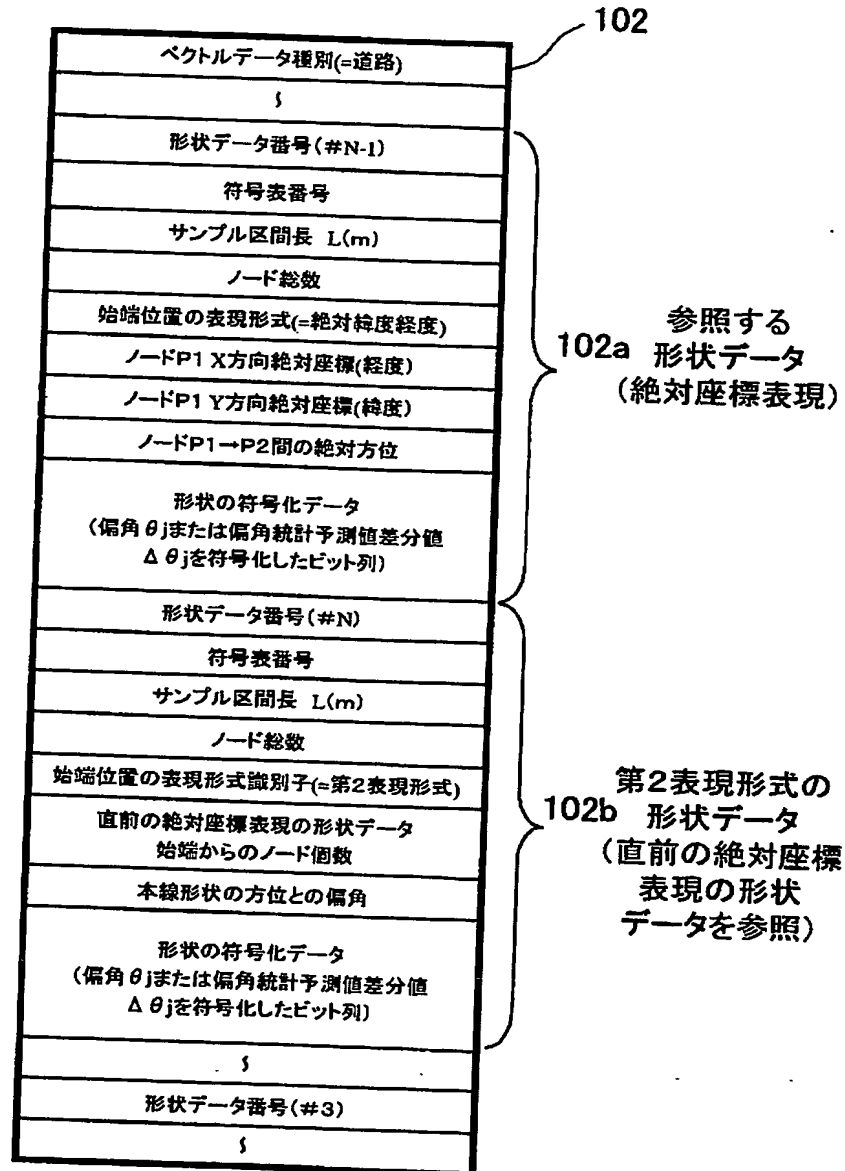 102
ベクトルデータ種別(=道路)
∫
形状データ番号(#N-1)
符号表番号
サンプル区間長 L(m)
ノード総数
始端位置の表現形式(=絶対緯度経度)
ノードP1 X方向絶対座標(経度)
ノードP1 Y方向絶対座標(緯度)
ノードP1→P2間の絶対方位
形状の符号化データ
(偏角θjまたは偏角統計予測値差分値
Δθjを符号化したビット列)
102a
参照する
形状データ
(絶対座標表現)
形状データ番号(#N)
符号表番号
サンプル区間長 L(m)
ノード総数
始端位置の表現形式識別子(=第2表現形式)
直前の絶対座標表現の形状データ
始端からのノード個数
本線形状の方位との偏角
形状の符号化データ
(偏角θjまたは偏角統計予測値差分値
Δθjを符号化したビット列)
102b
第2表現形式の
形状データ
(直前の絶対座標
表現の形状
データを参照)
∫
形状データ番号(#3)
∫